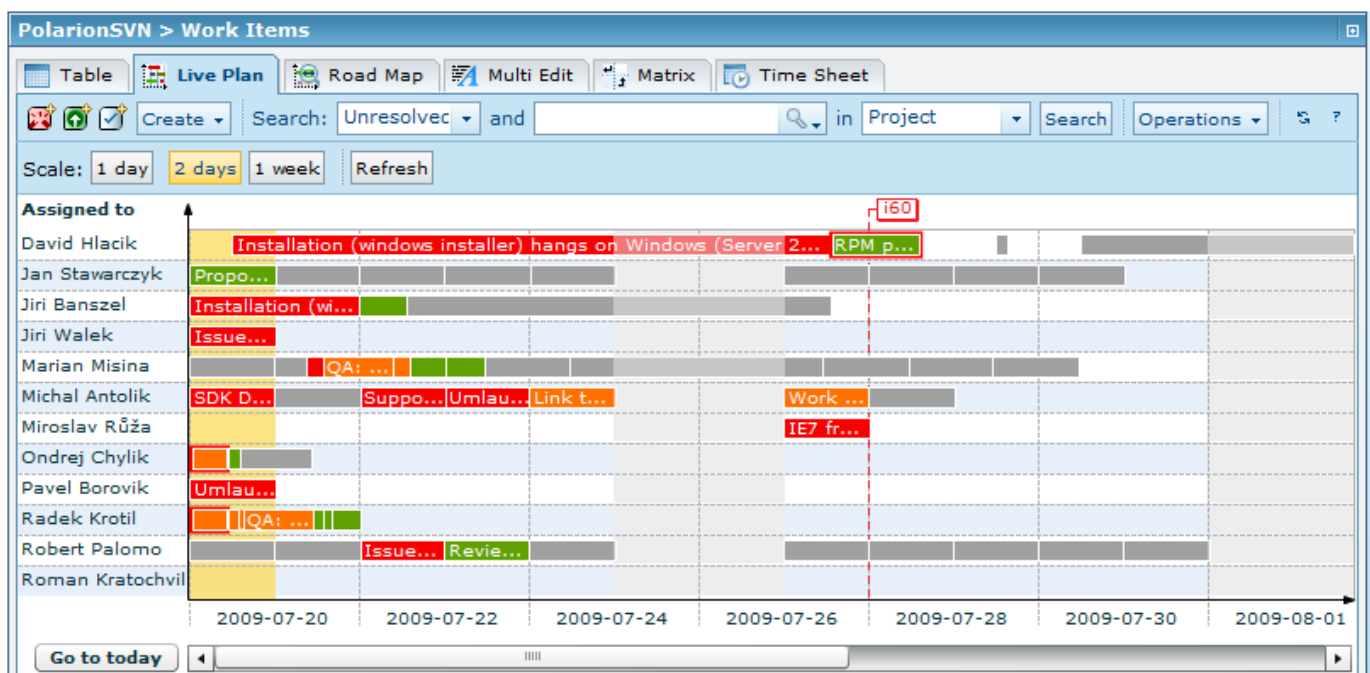 PolarionSVN > Work Items
Table Live Plan Road Map Multi Edit Matrix Time Sheet
Create Search: Unresolvec and in Project Search Operations ?
Scale: 1 day 2 days 1 week Refresh
Assigned to i60
David Hlacik Installation (windows installer) hangs on Windows (Server 2... RPM p...
Jan Stawarczyk Propo...
Jiri Banszel Installation (wi...
Jiri Walek Issue...
Marian Misina QA: ...
Michal Antolik SDK D... Suppo... Umlau... Link t... Work ...
Miroslav Růža IE7 fr...
Ondrej Chylik
Pavel Borovik Umlau...
Radek Krotil QA: ...
Robert Palomo Issue... Revie...
Roman Kratochvil
2009-07-20 2009-07-22 2009-07-24 2009-07-26 2009-07-28 2009-07-30 2009-08-01
Go to today